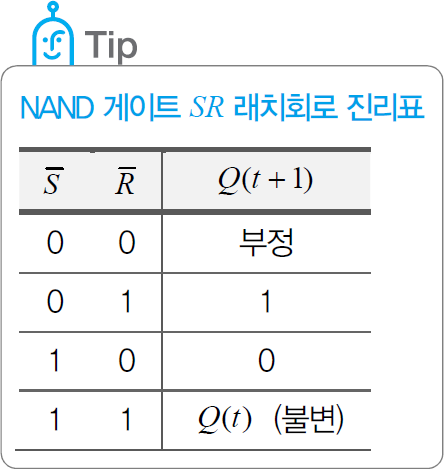 Tip
NAND 게이트 SR 래치회로 진리표
S̅ R̅ Q(t+1)
0 0 부정
0 1 1
1 0 0
1 1 Q(t) (불변)